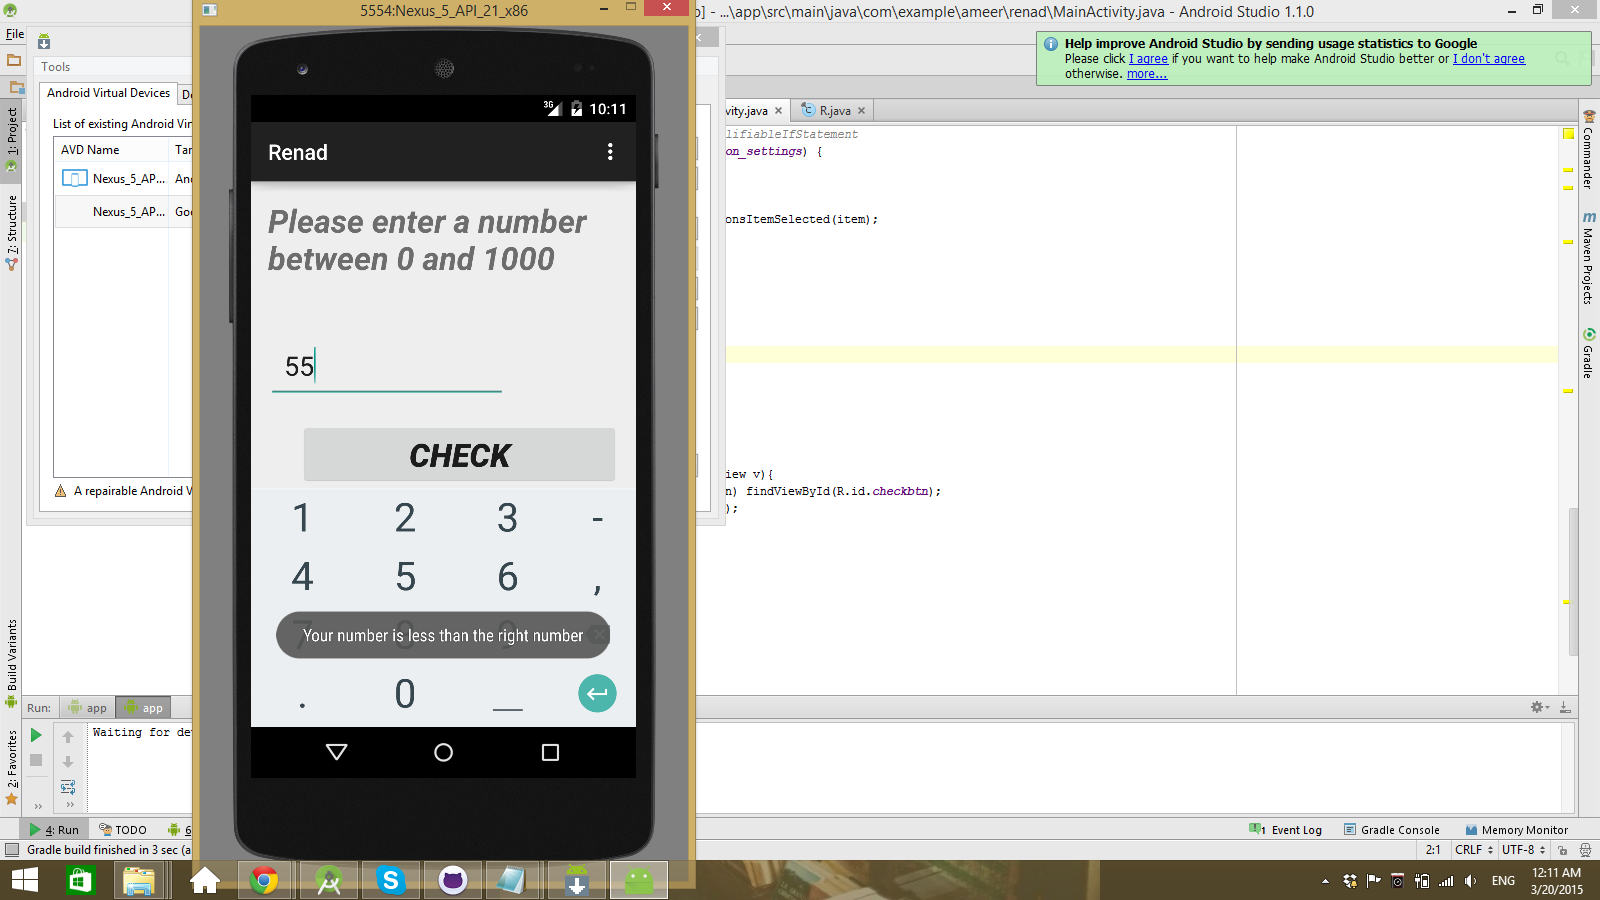 5554:Nexus_5_API_21_x86
...\app\src\main\java\com\example\ameer\renad\MainActivity.java - Android Studio 1.1.0
File
Tools
Android Virtual Devices
List of existing Android Vir
AVD Name
Tar
Nexus_5_AP...
And
Nexus_5_AP...
Goo
A repairable Android V
1: Project
7: Structure
Build Variants
2: Favorites
3G
10:11
Renad
Please enter a number
between 0 and 1000
55
CHECK
1 2 3 -
4 5 6 ,
Your number is less than the right number
. 0
Help improve Android Studio by sending usage statistics to Google
Please click I agree if you want to help make Android Studio better or I don't agree
otherwise. more...
vity.java
R.java
lifiableIfStatement
on_settings) {
onsItemSelected(item);
iew v){
n) findViewById(R.id.checkbtn);
);
Commander
Maven Projects
Gradle
Run: app app
Waiting for de
4: Run
TODO
6
Event Log
Gradle Console
Memory Monitor
Gradle build finished in 3 sec (a
2:1
CRLF
UTF-8
ENG
12:11 AM
3/20/2015